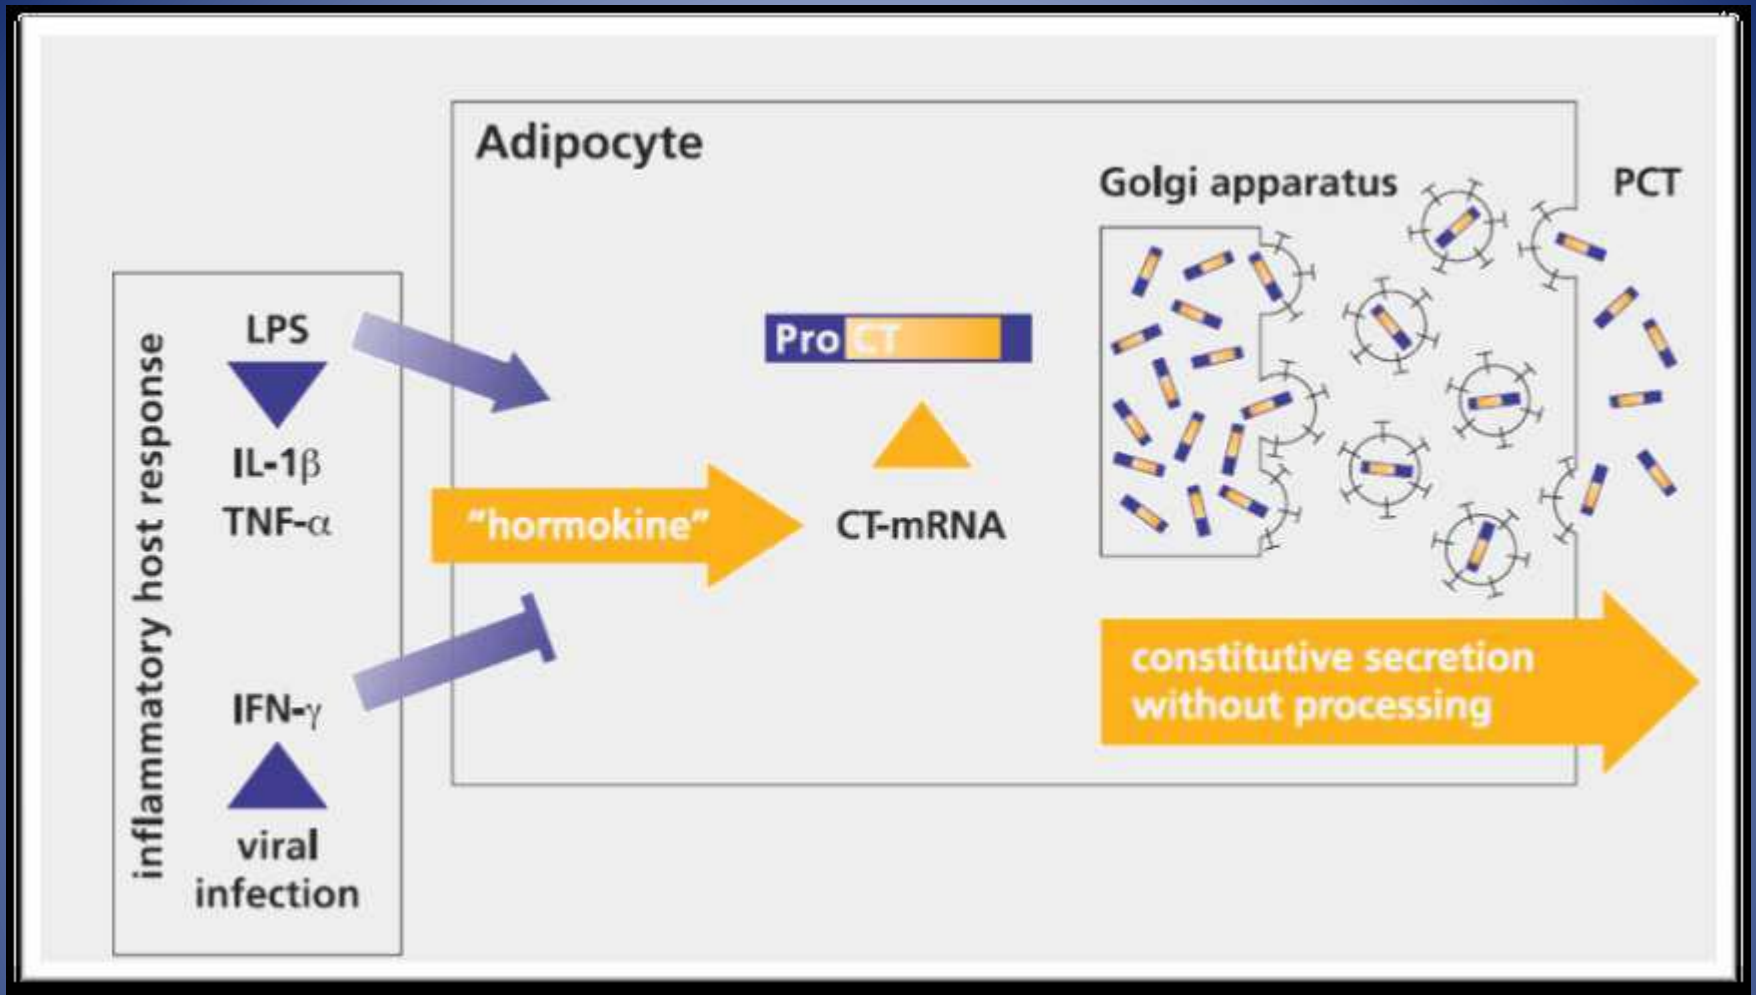 Adipocyte
Golgi apparatus
PCT
inflammatory host response
LPS
IL-1β
TNF-α
IFN-γ
viral
infection
"hormokine"
Pro CT
CT-mRNA
constitutive secretion
without processing